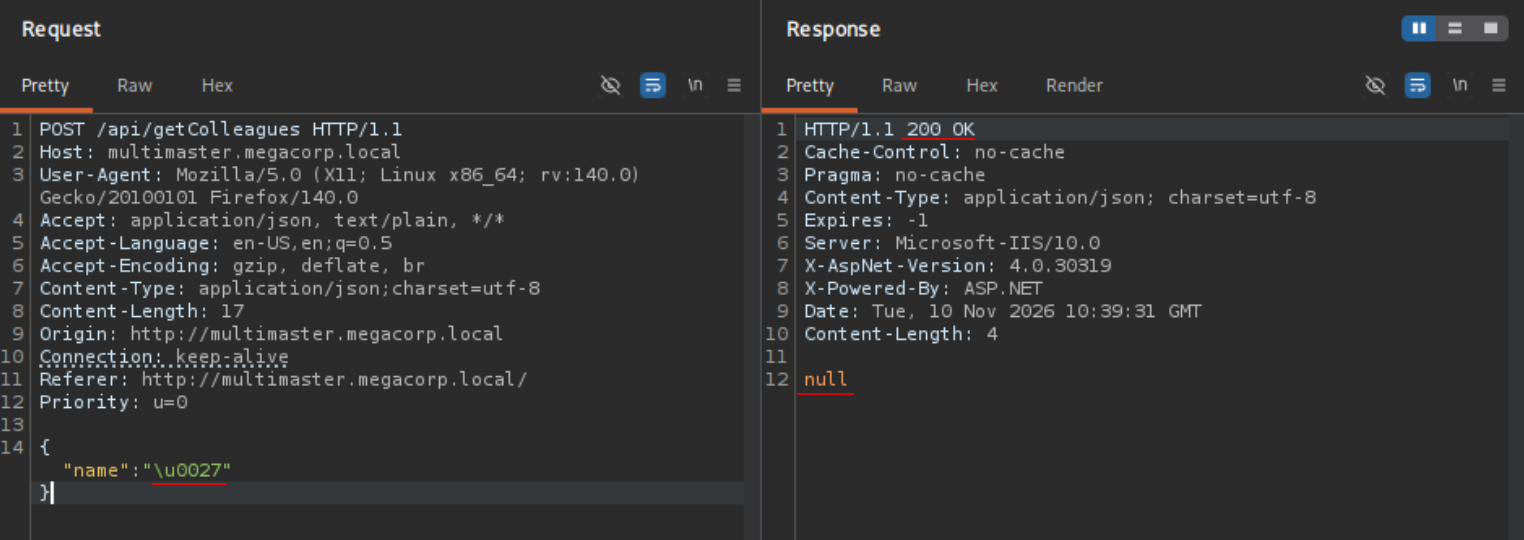 Request
Pretty Raw Hex \n
1 POST /api/getColleagues HTTP/1.1
2 Host: multimaster.megacorp.local
3 User-Agent: Mozilla/5.0 (X11; Linux x86_64; rv:140.0)
Gecko/20100101 Firefox/140.0
4 Accept: application/json, text/plain, */*
5 Accept-Language: en-US,en;q=0.5
6 Accept-Encoding: gzip, deflate, br
7 Content-Type: application/json;charset=utf-8
8 Content-Length: 17
9 Origin: http://multimaster.megacorp.local
10 Connection: keep-alive
11 Referer: http://multimaster.megacorp.local/
12 Priority: u=0
13
14 {
"name":"\u0027"
}
Response
Pretty Raw Hex Render \n
1 HTTP/1.1 200 OK
2 Cache-Control: no-cache
3 Pragma: no-cache
4 Content-Type: application/json; charset=utf-8
5 Expires: -1
6 Server: Microsoft-IIS/10.0
7 X-AspNet-Version: 4.0.30319
8 X-Powered-By: ASP.NET
9 Date: Tue, 10 Nov 2026 10:39:31 GMT
10 Content-Length: 4
11
12 null